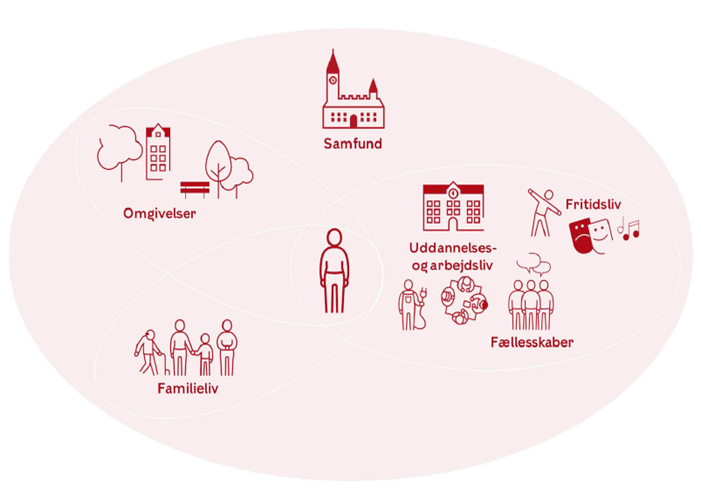 Samfund
Omgivelser
Fritidsliv
Uddannelses-
og arbejdsliv
Fællesskaber
Familieliv